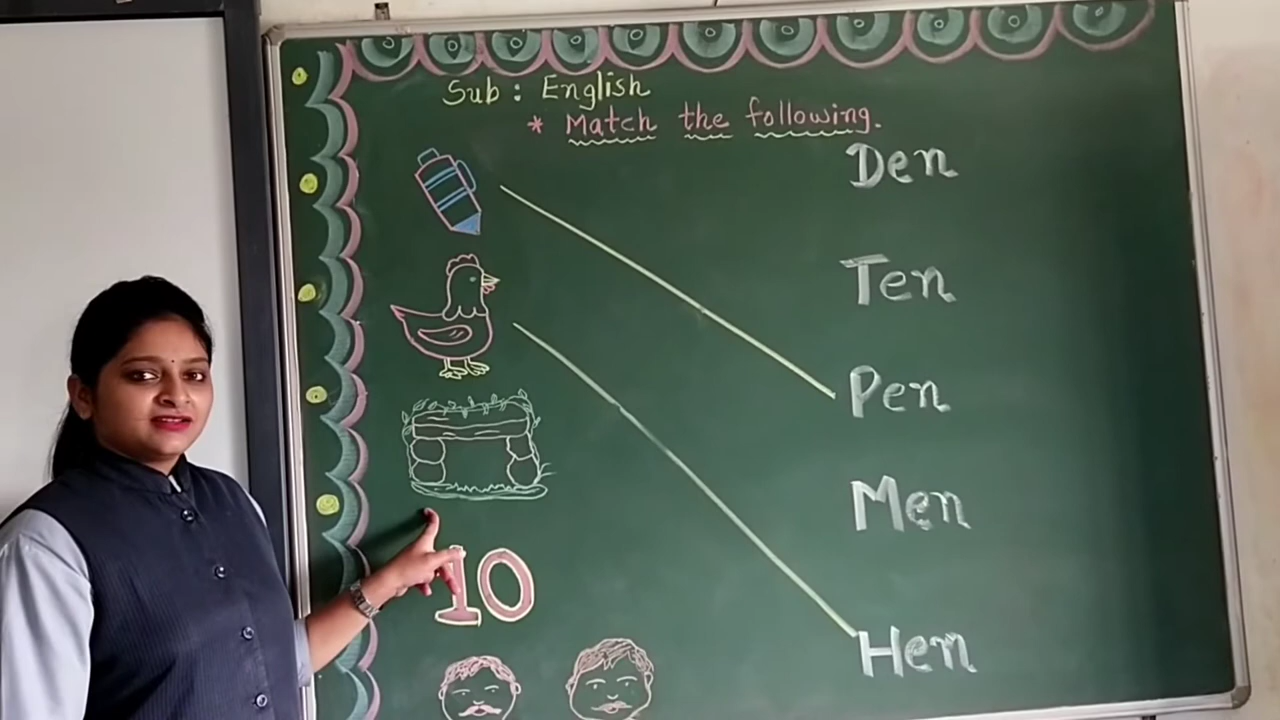 Sub : English
* Match the following.
Den
Ten
Pen
Men
10
Hen